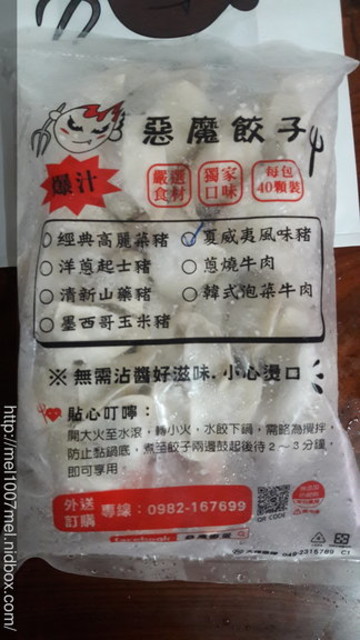 惡魔餃子
爆汁
嚴選食材
獨家口味
每包40顆裝
○ 經典高麗菜豬
○ 夏威夷風味豬
○ 洋蔥起士豬
○ 蔥燒牛肉
○ 清新山藥豬
○ 韓式泡菜牛肉
○ 墨西哥玉米豬
※ 無需沾醬好滋味. 小心燙口
貼心叮嚀：
開大火至水滾，轉小火，水餃下鍋，需略為攪拌
防止黏鍋底，煮至餃子兩邊鼓起後待2～3分鐘，
即可享用。
外送訂購
專線：0982-167699
QR CODE
facebook
惡魔餃子
http://mel1007mel.nidbox.com/